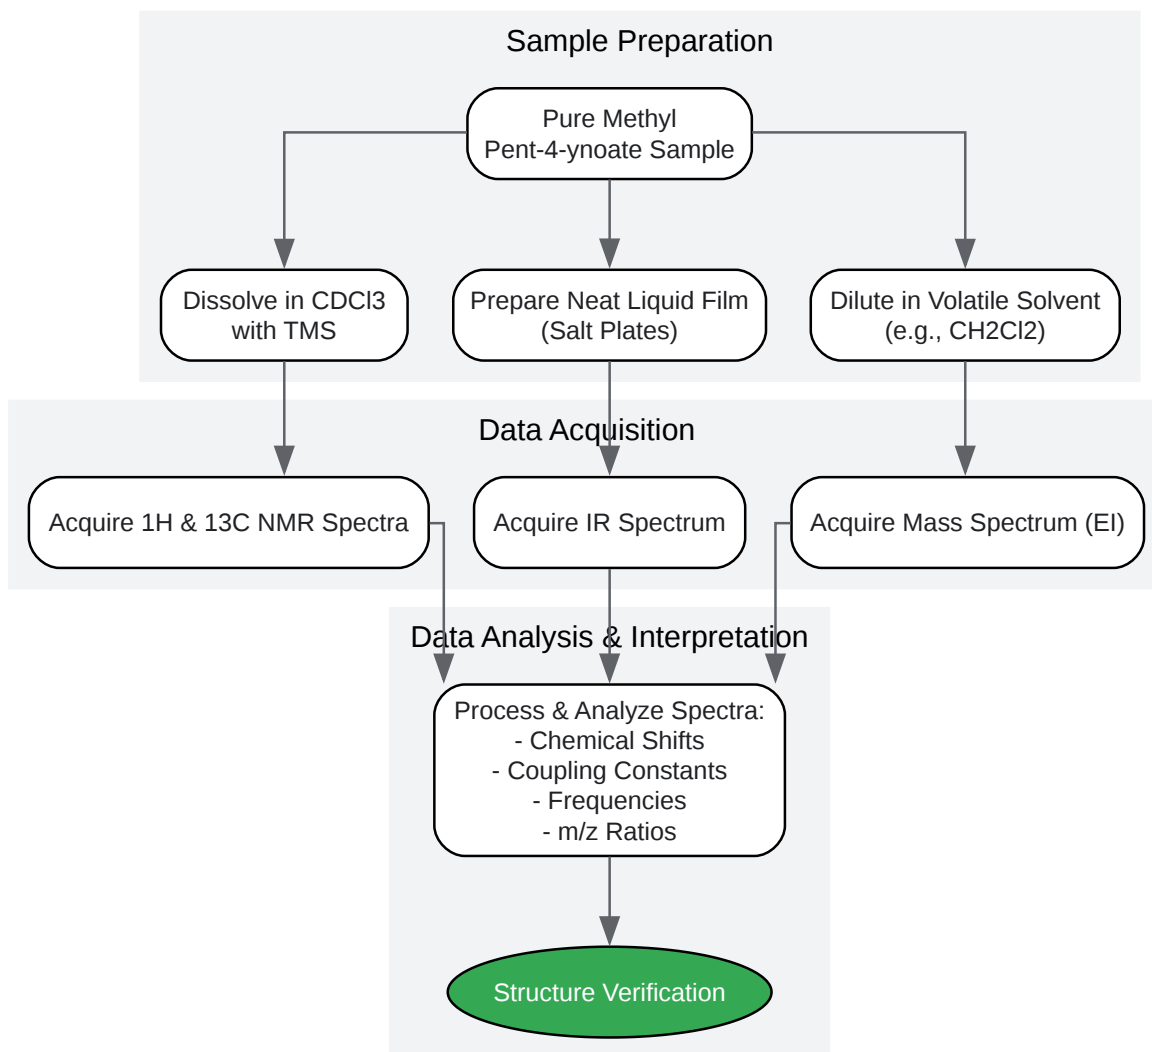 Sample Preparation
Pure Methyl
Pent-4-ynoate Sample
Dissolve in CDCl3
with TMS
Prepare Neat Liquid Film
(Salt Plates)
Dilute in Volatile Solvent
(e.g., CH2Cl2)
Data Acquisition
Acquire 1H & 13C NMR Spectra
Acquire IR Spectrum
Acquire Mass Spectrum (EI)
Data Analysis & Interpretation
Process & Analyze Spectra:
- Chemical Shifts
- Coupling Constants
- Frequencies
- m/z Ratios
Structure Verification